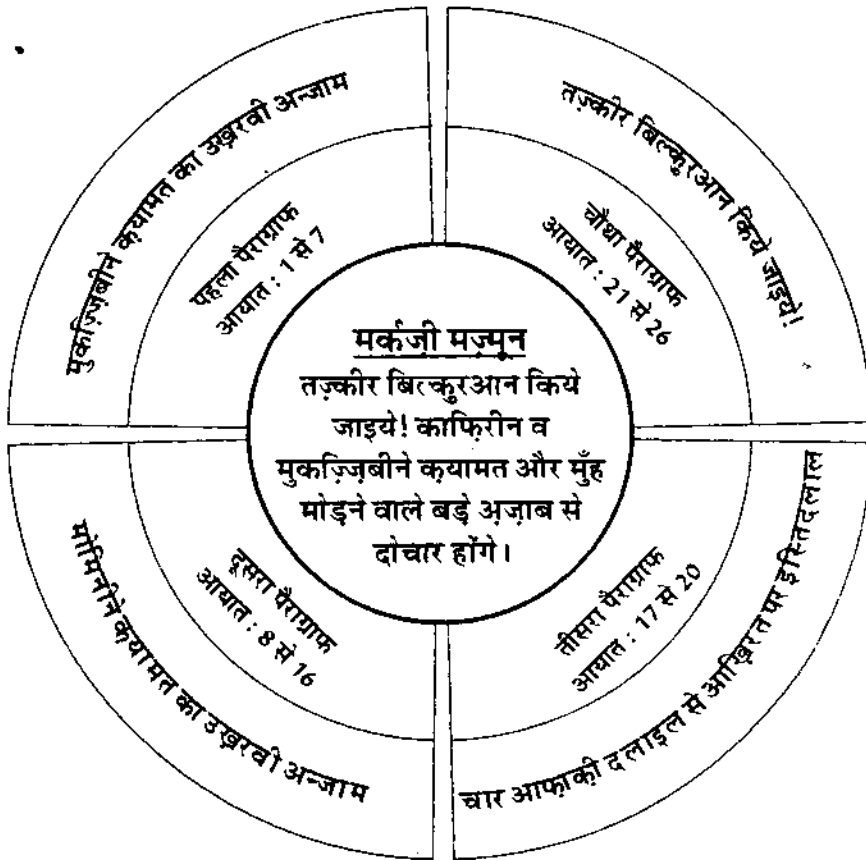 मुकज़्ज़िबीने क़यामत का उख़रवी अन्जाम
पहला पैराग्राफ
आयात : 1 से 7
तज़्कीर बिल्कुरआन किये जाइये!
चौथा पैराग्राफ
आयात : 21 से 26
मर्कज़ी मज़्मून
तज़्कीर बिल्कुरआन किये
जाइये! काफिरीन व
मुकज़्ज़िबीने क़यामत और मुँह
मोड़ने वाले बड़े अ़ज़ाब से
दोचार होंगे।
दूसरा पैराग्राफ
आयात : 8 से 16
मोमिनीने क़यामत का उख़रवी अन्जाम
तीसरा पैराग्राफ
आयात : 17 से 20
चार आफ़ाक़ी दलाइल से आख़िरत पर इस्तिदलाल